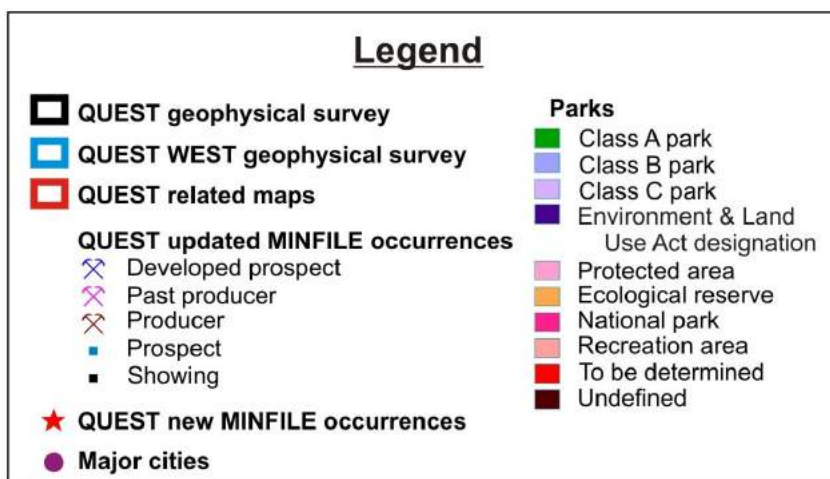 Legend
QUEST geophysical survey
QUEST WEST geophysical survey
QUEST related maps
QUEST updated MINFILE occurrences
Developed prospect
Past producer
Producer
Prospect
Showing
QUEST new MINFILE occurrences
Major cities
Parks
Class A park
Class B park
Class C park
Environment & Land
Use Act designation
Protected area
Ecological reserve
National park
Recreation area
To be determined
Undefined